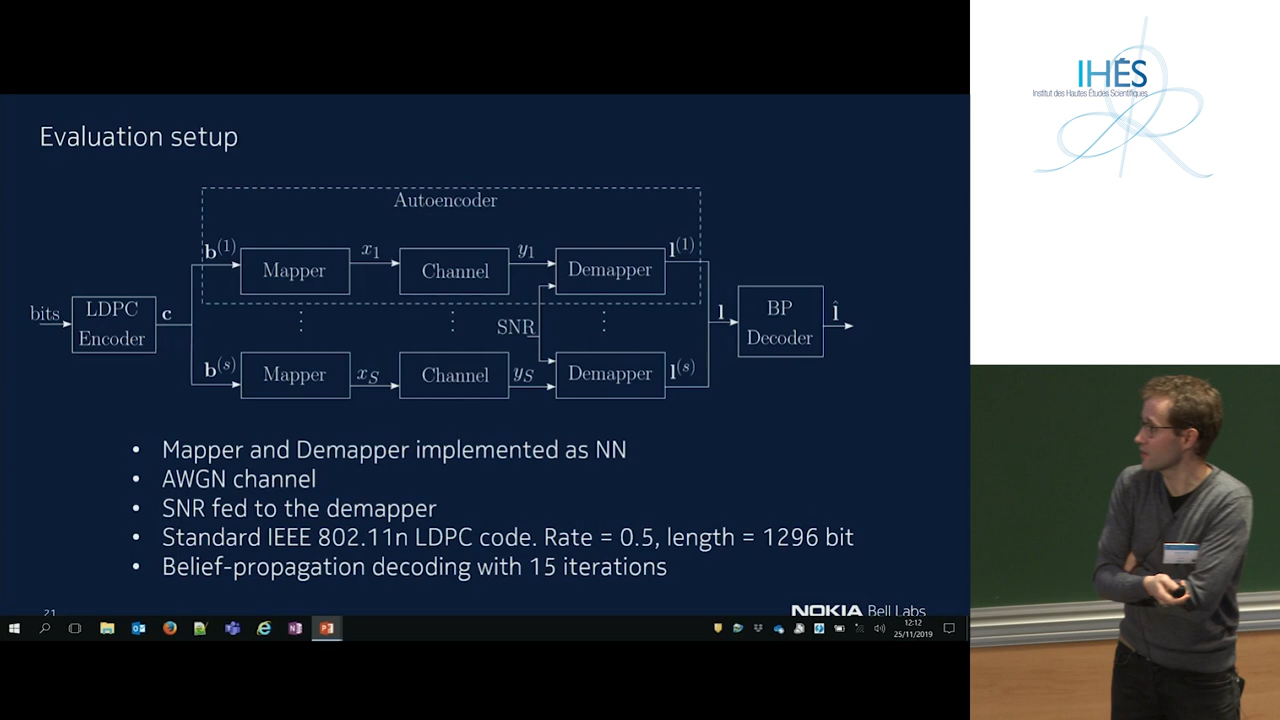 IHÉS
Institut des Hautes Études Scientifiques
Evaluation setup
Autoencoder
b(1)
Mapper
x1
Channel
y1
Demapper
l(1)
bits
LDPC
Encoder
c
SNR
l
BP
Decoder
l̂
b(s)
Mapper
xS
Channel
yS
Demapper
l(s)
• Mapper and Demapper implemented as NN
• AWGN channel
• SNR fed to the demapper
• Standard IEEE 802.11n LDPC code. Rate = 0.5, length = 1296 bit
• Belief-propagation decoding with 15 iterations
21
NOKIA Bell Labs
12:12
25/11/2019